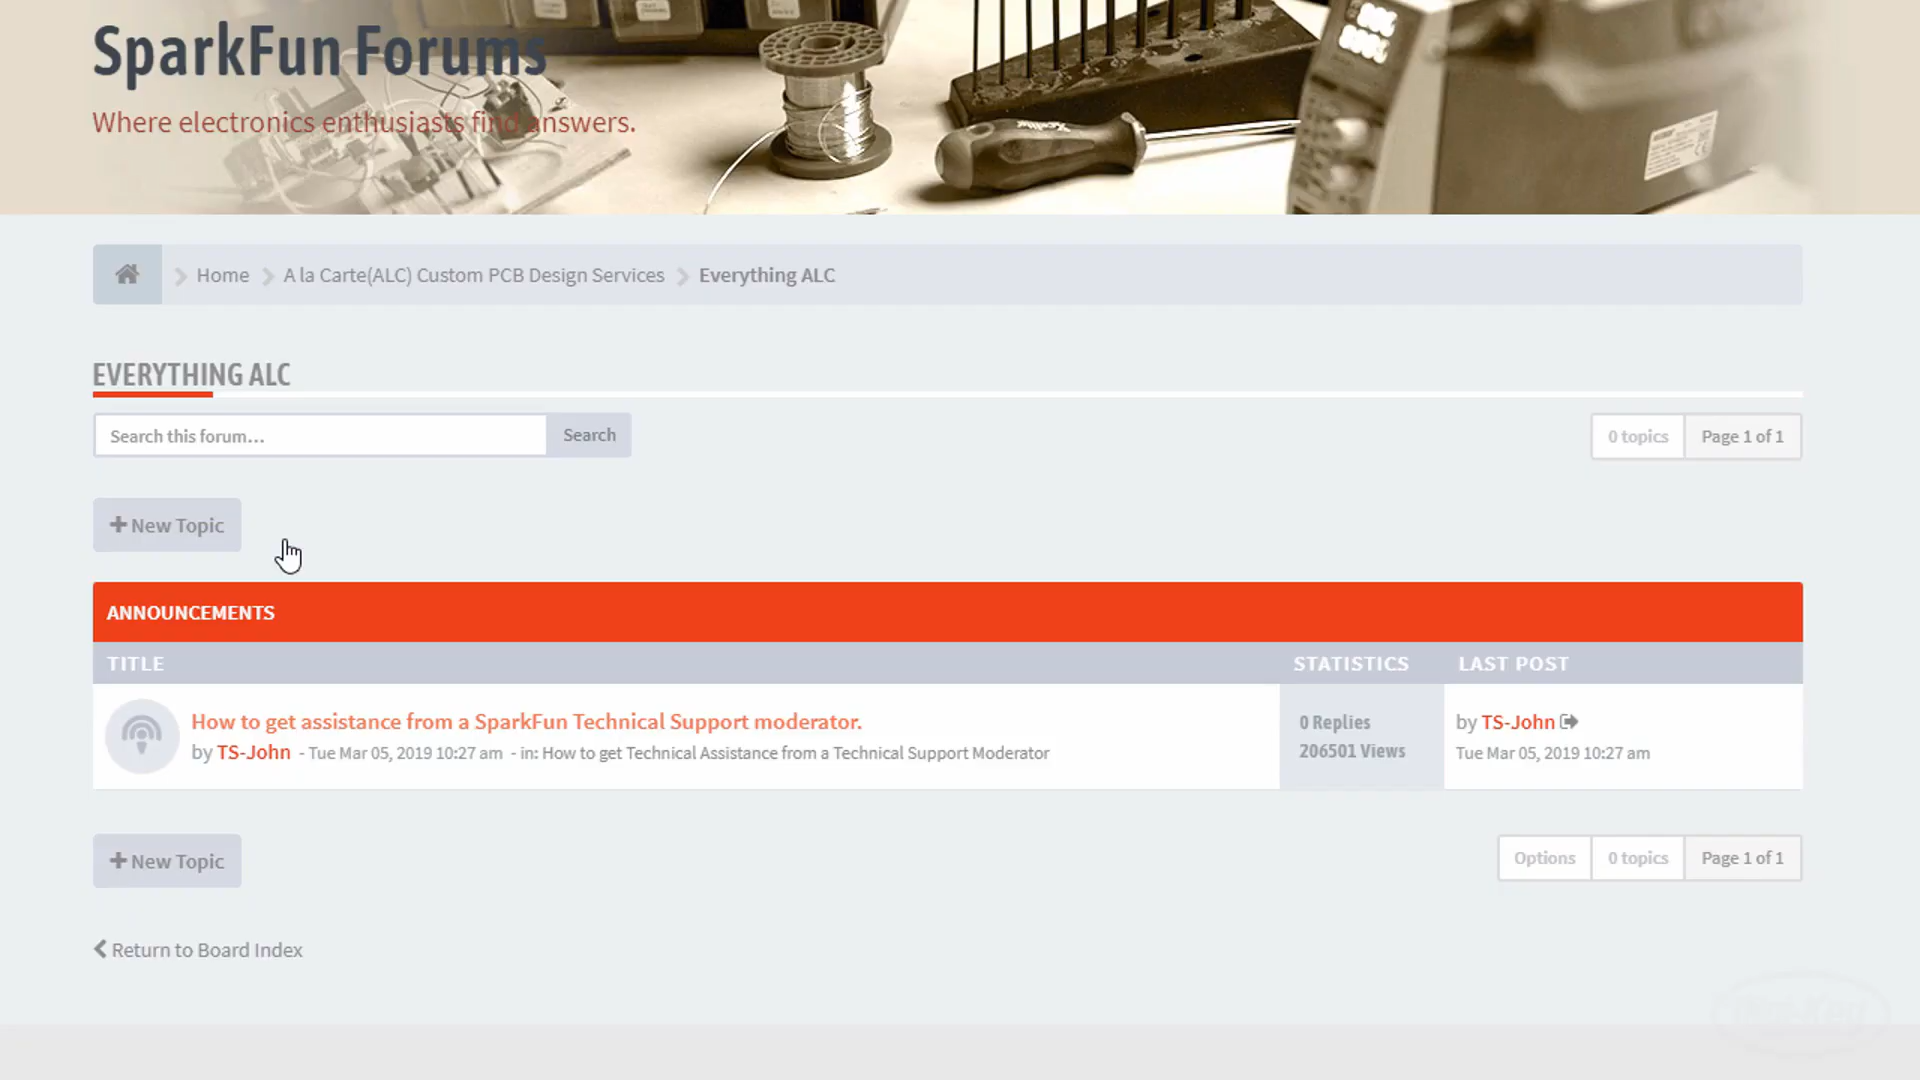 SparkFun Forums
Where electronics enthusiasts find answers.
Home
A la Carte(ALC) Custom PCB Design Services
Everything ALC
EVERYTHING ALC
Search this forum...
Search
0 topics
Page 1 of 1
New Topic
ANNOUNCEMENTS
TITLE
STATISTICS
LAST POST
How to get assistance from a SparkFun Technical Support moderator.
0 Replies
by TS-John
by TS-John - Tue Mar 05, 2019 10:27 am - in: How to get Technical Assistance from a Technical Support Moderator
206501 Views
Tue Mar 05, 2019 10:27 am
New Topic
Options
0 topics
Page 1 of 1
Return to Board Index
Digi-Key